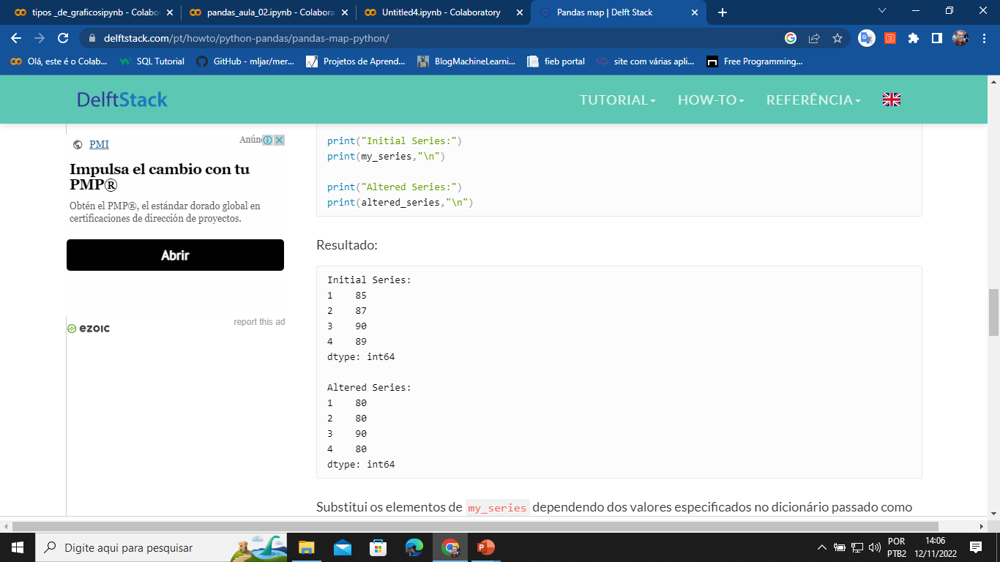 tipos _de_graficosipynb - Colabo
pandas_aula_02.ipynb - Colabora
Untitled4.ipynb - Colaboratory
Pandas map | Delft Stack
delftstack.com/pt/howto/python-pandas/pandas-map-python/
Olá, este é o Colab...
SQL Tutorial
GitHub - mljar/mer...
Projetos de Aprend...
BlogMachineLearni...
fieb portal
site com várias apli...
Free Programming...
DelftStack
TUTORIAL
HOW-TO
REFERÊNCIA
Anún
PMI
Impulsa el cambio con tu
PMP®
Obtén el PMP®, el estándar dorado global en
certificaciones de dirección de proyectos.
Abrir
ezoic
report this ad
print("Initial Series:")
print(my_series,"\n")
print("Altered Series:")
print(altered_series,"\n")
Resultado:
Initial Series:
1    85
2    87
3    90
4    89
dtype: int64
Altered Series:
1    80
2    80
3    90
4    80
dtype: int64
Substitui os elementos de my_series dependendo dos valores especificados no dicionário passado como
Digite aqui para pesquisar
POR
PTB2
14:06
12/11/2022